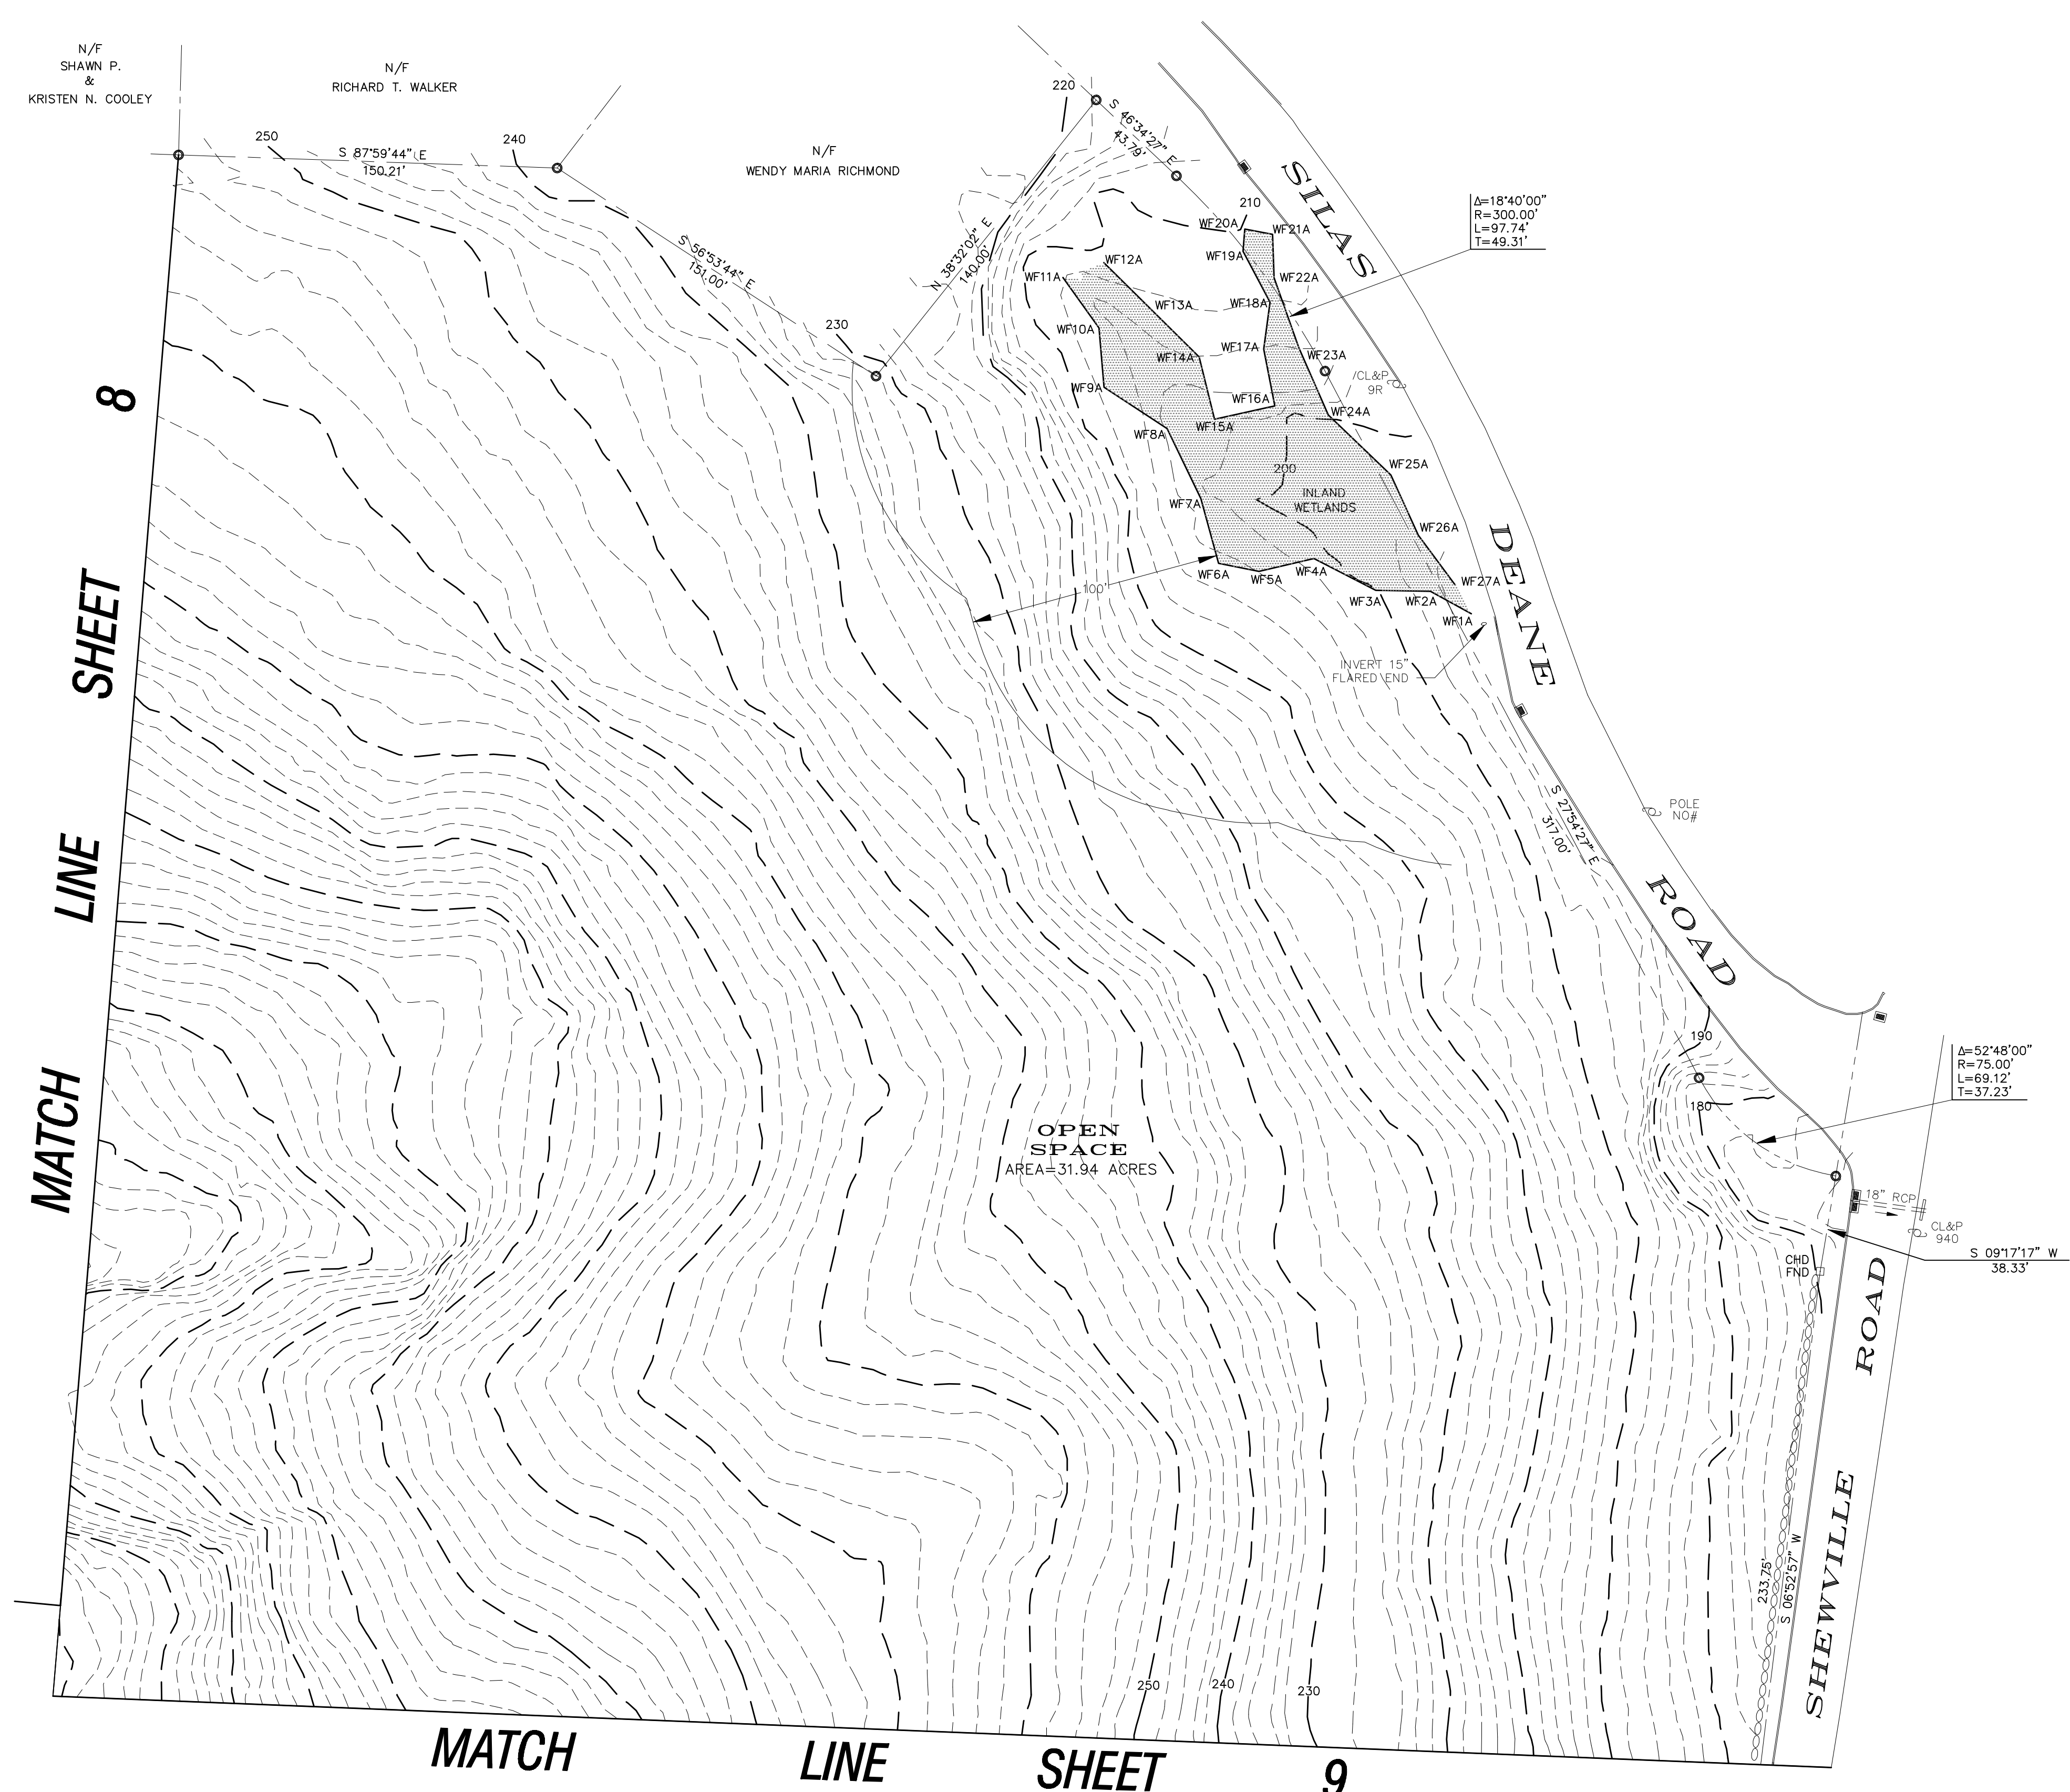 N/F
SHAWN P.
&
KRISTEN N. COOLEY
N/F
RICHARD T. WALKER
N/F
WENDY MARIA RICHMOND
250
S 87°59'44" E
150.21'
240
S 56°53'44" E
151.00'
230
N 38°32'02" E
140.00'
220
S 46°34'27" E
43.79'
210
SILAS
DEANE
ROAD
Δ=18°40'00"
R=300.00'
L=97.74'
T=49.31'
WF20A
WF21A
WF19A
WF22A
WF12A
WF11A
WF13A
WF18A
WF10A
WF17A
WF14A
WF23A
CL&P
9R
WF9A
WF16A
WF24A
WF15A
WF8A
WF25A
200
INLAND
WETLANDS
WF7A
WF26A
WF6A
WF5A
WF4A
WF27A
WF3A
WF2A
WF1A
100'
INVERT 15"
FLARED END
POLE
NO#
S 27°54'27" E
317.00'
190
180
Δ=52°48'00"
R=75.00'
L=69.12'
T=37.23'
OPEN
SPACE
AREA=31.94 ACRES
18" RCP
CL&P
940
S 09°17'17" W
38.33'
CHD
FND
233.75'
S 06°52'57" W
SHEWVILLE ROAD
250
240
230
MATCH LINE SHEET 8
MATCH LINE SHEET 9